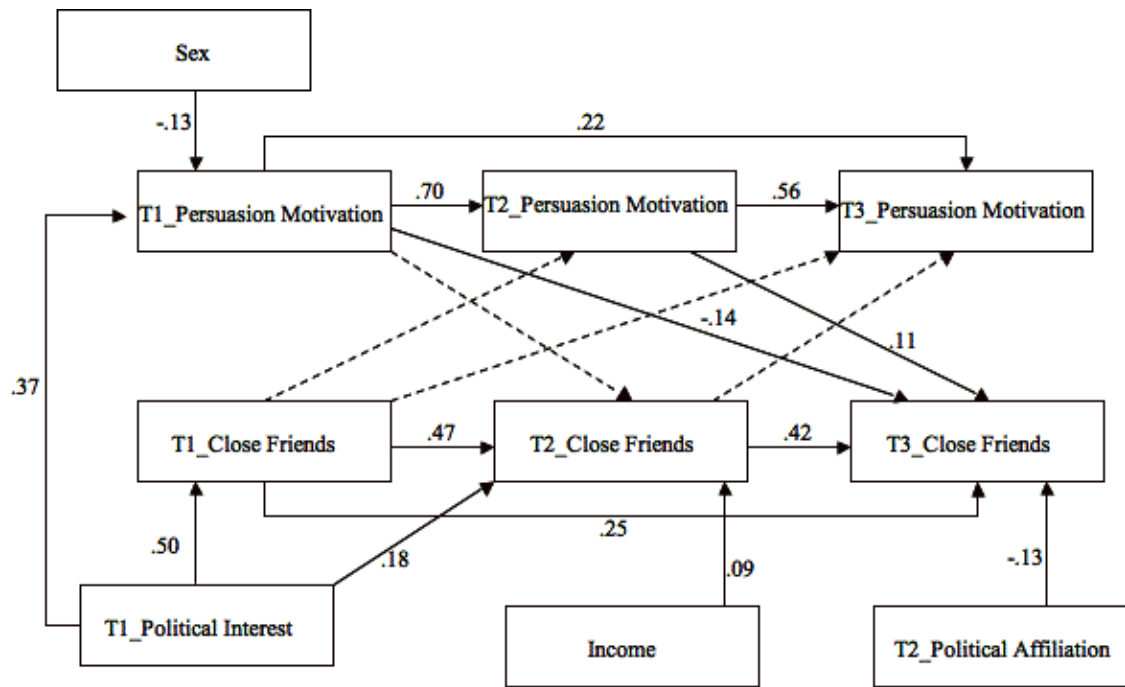 Sex
-.13
.22
T1_Persuasion Motivation
.70
T2_Persuasion Motivation
.56
T3_Persuasion Motivation
-.14
.11
.37
T1_Close Friends
.47
T2_Close Friends
.42
T3_Close Friends
.25
.50
.18
.09
-.13
T1_Political Interest
Income
T2_Political Affiliation